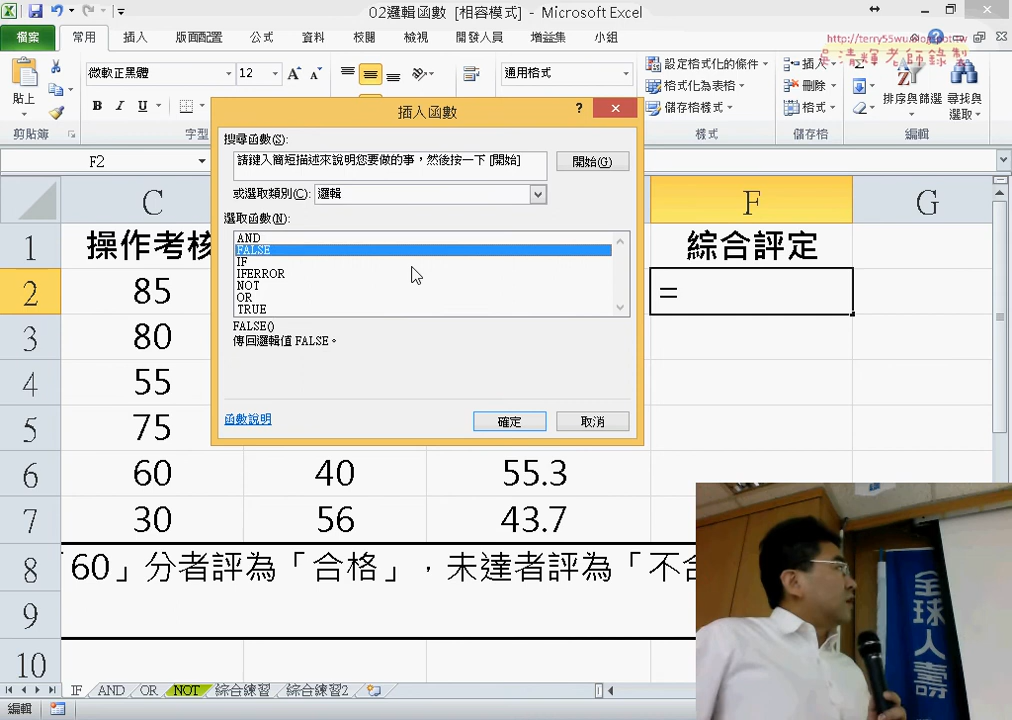 02邏輯函數 [相容模式] - Microsoft Excel
檔案 常用 插入 版面配置 公式 資料 校閱 檢視 開發人員 增益集 小組
http://terry55wu.blogspot.tw
吳清輝老師錄製
貼上
微軟正黑體 12
B I U
通用格式
設定格式化的條件
格式化為表格
儲存格樣式
插入
刪除
格式
排序與篩選
尋找與
選取
剪貼簿 字型 樣式 儲存格 編輯
F2
插入函數
搜尋函數(S):
請鍵入簡短描述來說明您要做的事，然後按一下 [開始]
開始(G)
或選取類別(C): 邏輯
選取函數(N):
AND
FALSE
IF
IFERROR
NOT
OR
TRUE
FALSE()
傳回邏輯值 FALSE。
函數說明
確定 取消
C F G
1 操作考核 綜合評定
2 85 =
3 80
4 55
5 75
6 60 40 55.3
7 30 56 43.7
8 「60」分者評為「合格」，未達者評為「不合
9
10
IF AND OR NOT 綜合練習 綜合練習2
編輯
全球人壽